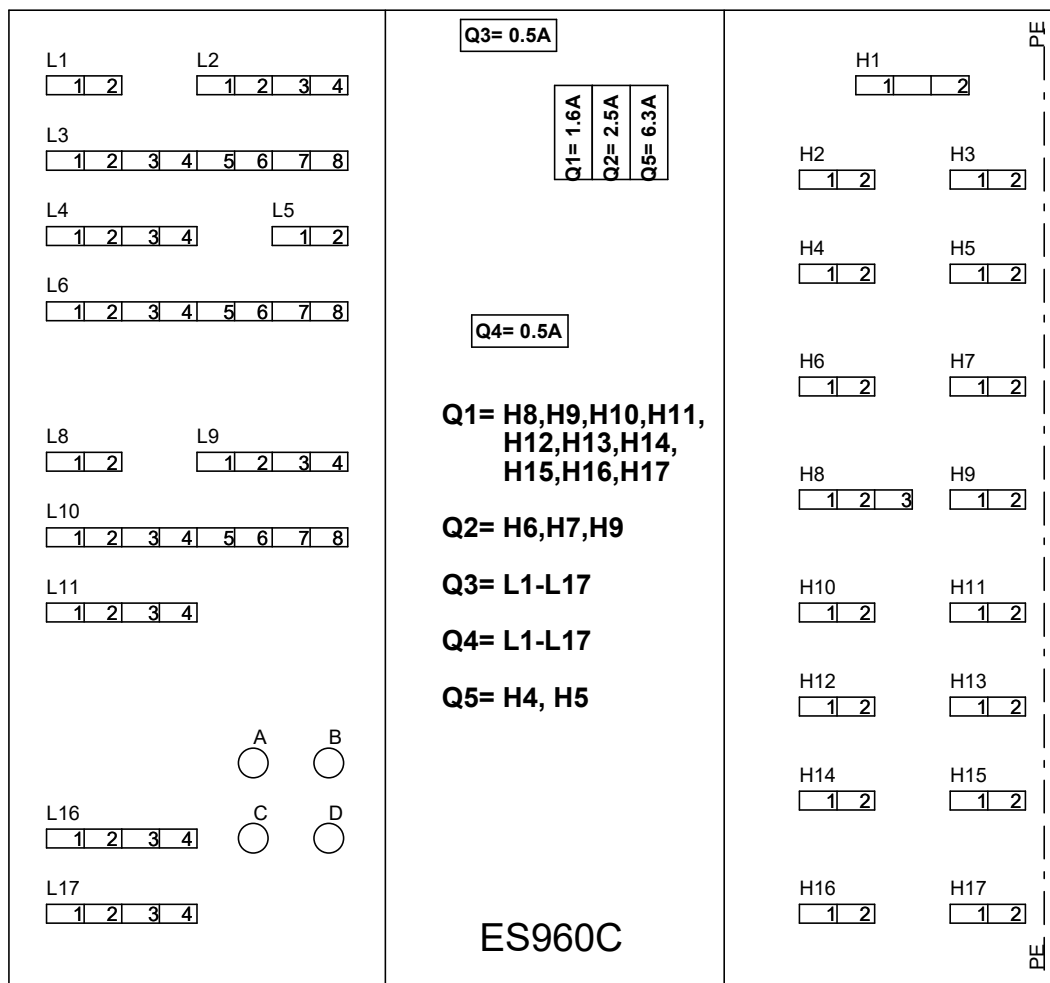 L1 L2
1 2 1 2 3 4
L3
1 2 3 4 5 6 7 8
L4 L5
1 2 3 4 1 2
L6
1 2 3 4 5 6 7 8
L8 L9
1 2 1 2 3 4
L10
1 2 3 4 5 6 7 8
L11
1 2 3 4
A B
L16 C D
1 2 3 4
L17
1 2 3 4
Q3= 0.5A
Q1= 1.6A
Q2= 2.5A
Q5= 6.3A
Q4= 0.5A
Q1= H8,H9,H10,H11,
H12,H13,H14,
H15,H16,H17
Q2= H6,H7,H9
Q3= L1-L17
Q4= L1-L17
Q5= H4, H5
ES960C
PE
H1
1 2
H2 H3
1 2 1 2
H4 H5
1 2 1 2
H6 H7
1 2 1 2
H8 H9
1 2 3 1 2
H10 H11
1 2 1 2
H12 H13
1 2 1 2
H14 H15
1 2 1 2
H16 H17
1 2 1 2
PE